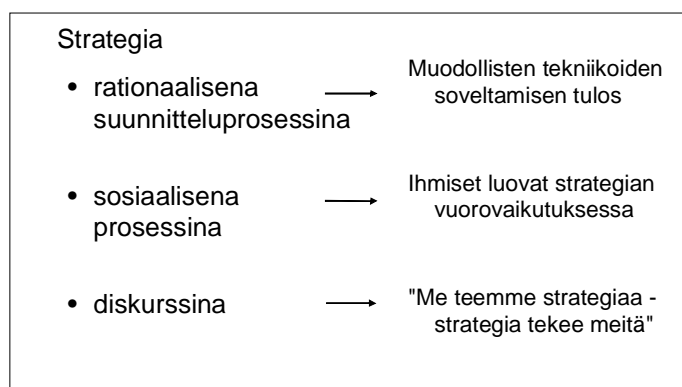 Strategia
• rationaalisena
suunnitteluprosessina
Muodollisten tekniikoiden
soveltamisen tulos
• sosiaalisena
prosessina
Ihmiset luovat strategian
vuorovaikutuksessa
• diskurssina
"Me teemme strategiaa -
strategia tekee meitä"